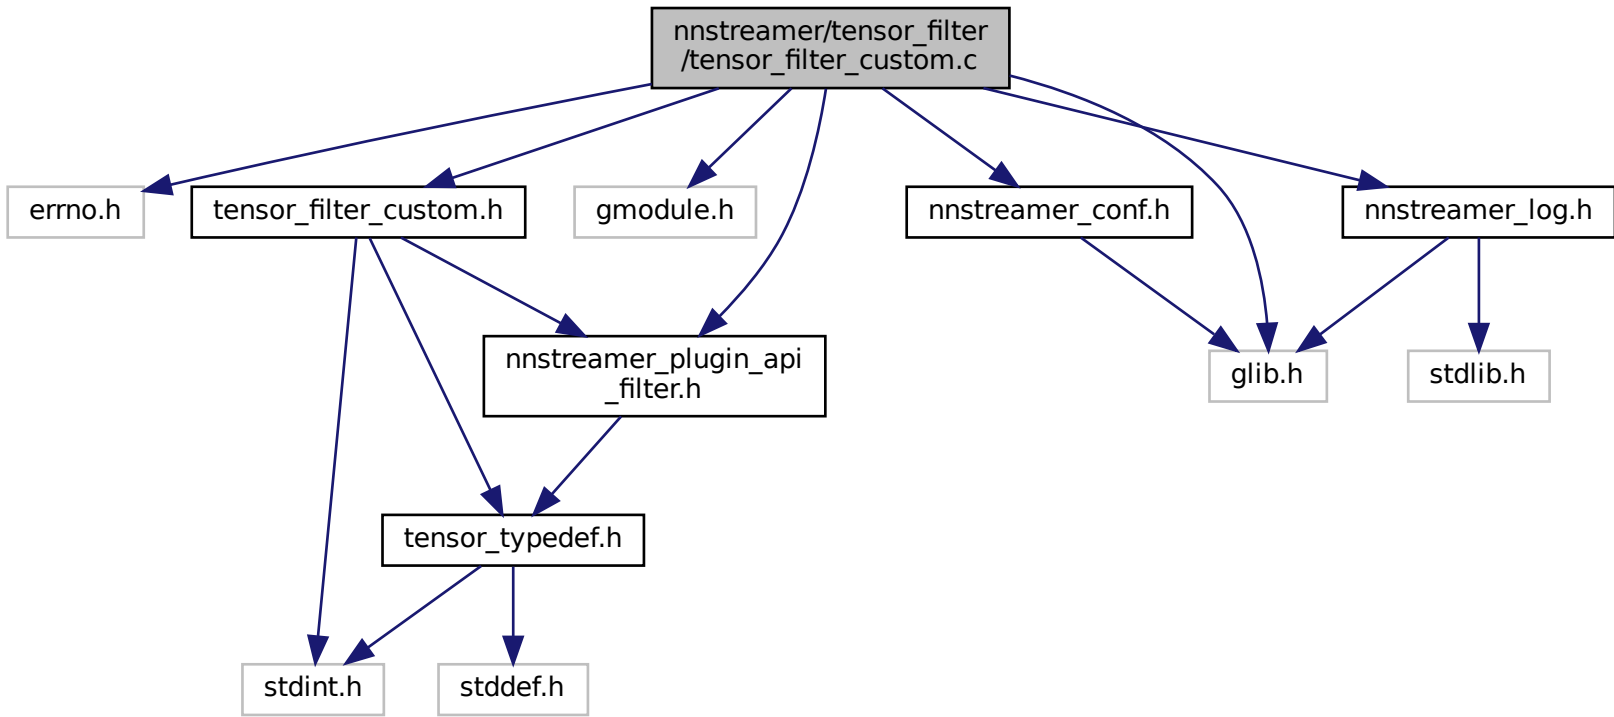 nnstreamer/tensor_filter
/tensor_filter_custom.c
errno.h
tensor_filter_custom.h
gmodule.h
nnstreamer_conf.h
nnstreamer_log.h
nnstreamer_plugin_api
_filter.h
glib.h
stdlib.h
tensor_typedef.h
stdint.h
stddef.h